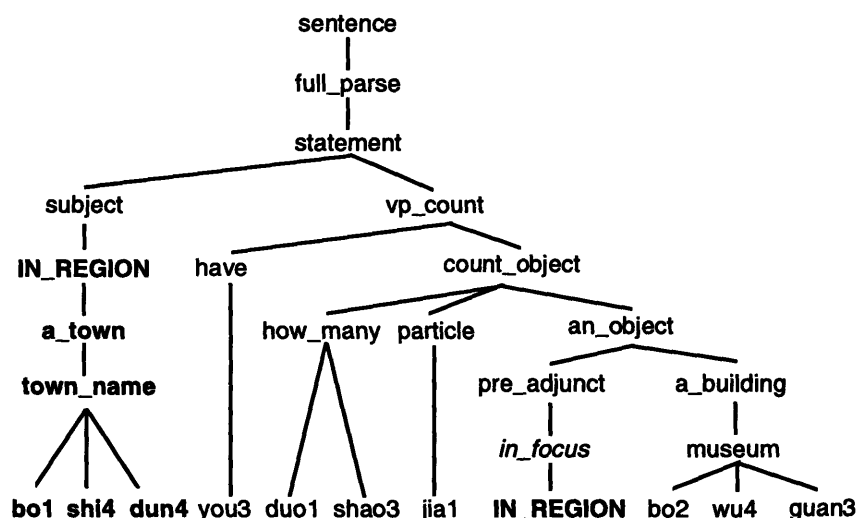 sentence
full_parse
statement
subject vp_count
IN_REGION have count_object
a_town how_many particle an_object
town_name pre_adjunct a_building
in_focus museum
bo1 shi4 dun4 you3 duo1 shao3 jia1 IN_REGION bo2 wu4 guan3